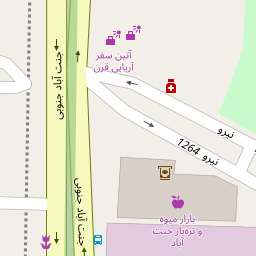 آتین سفر
آریایی قرن
جنت آباد جنوبی
جنت آباد جنوبی
نیرو
نیرو 1264
بازار میوه
و تره‌بار جنت
آباد